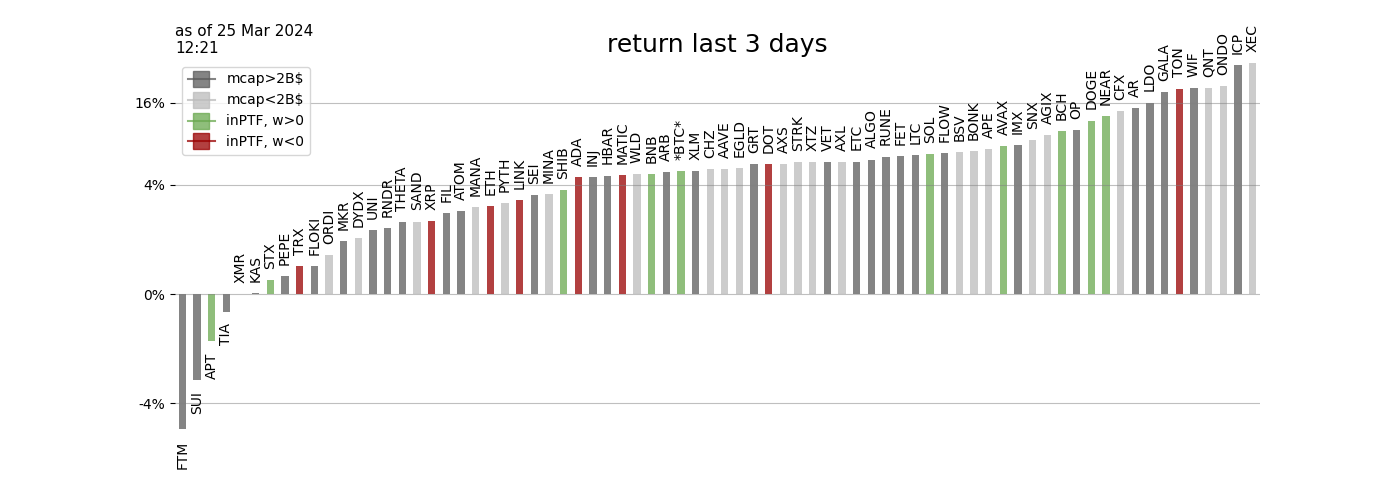 as of 25 Mar 2024
12:21
return last 3 days
mcap>2B$
mcap<2B$
inPTF, w>0
inPTF, w<0
16%
4%
0%
-4%
FTM
SUI
APT
TIA
XMR
KAS
STX
PEPE
TRX
FLOKI
ORDI
MKR
DYDX
UNI
RNDR
THETA
SAND
XRP
FIL
ATOM
MANA
ETH
PYTH
LINK
SEI
MINA
SHIB
ADA
INJ
HBAR
MATIC
WLD
BNB
ARB
*BTC*
XLM
CHZ
AAVE
EGLD
GRT
DOT
AXS
STRK
XTZ
VET
AXL
ETC
ALGO
RUNE
FET
LTC
SOL
FLOW
BSV
BONK
APE
AVAX
IMX
SNX
AGIX
BCH
OP
DOGE
NEAR
CFX
AR
LDO
GALA
TON
WIF
QNT
ONDO
ICP
XEC